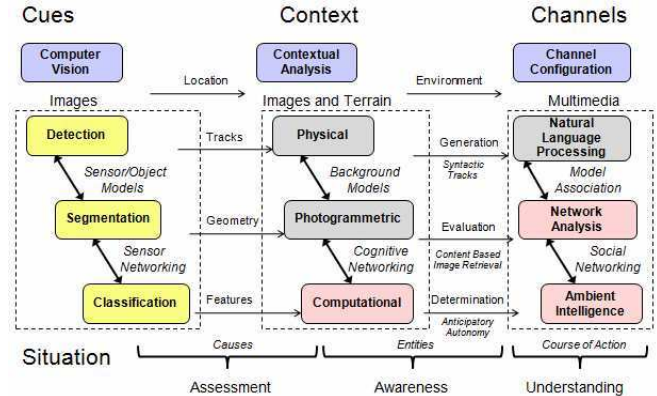 Cues
Context
Channels
Computer
Vision
Location
Contextual
Analysis
Environment
Channel
Configuration
Images
Images and Terrain
Multimedia
Detection
Tracks
Physical
Generation
Syntactic
Tracks
Natural
Language
Processing
Sensor/Object
Models
Background
Models
Model
Association
Segmentation
Geometry
Photogrammetric
Evaluation
Content Based
Image Retrieval
Network
Analysis
Sensor
Networking
Cognitive
Networking
Social
Networking
Classification
Features
Computational
Determination
Anticipatory
Autonomy
Ambient
Intelligence
Situation
Causes
Entities
Course of Action
Assessment
Awareness
Understanding